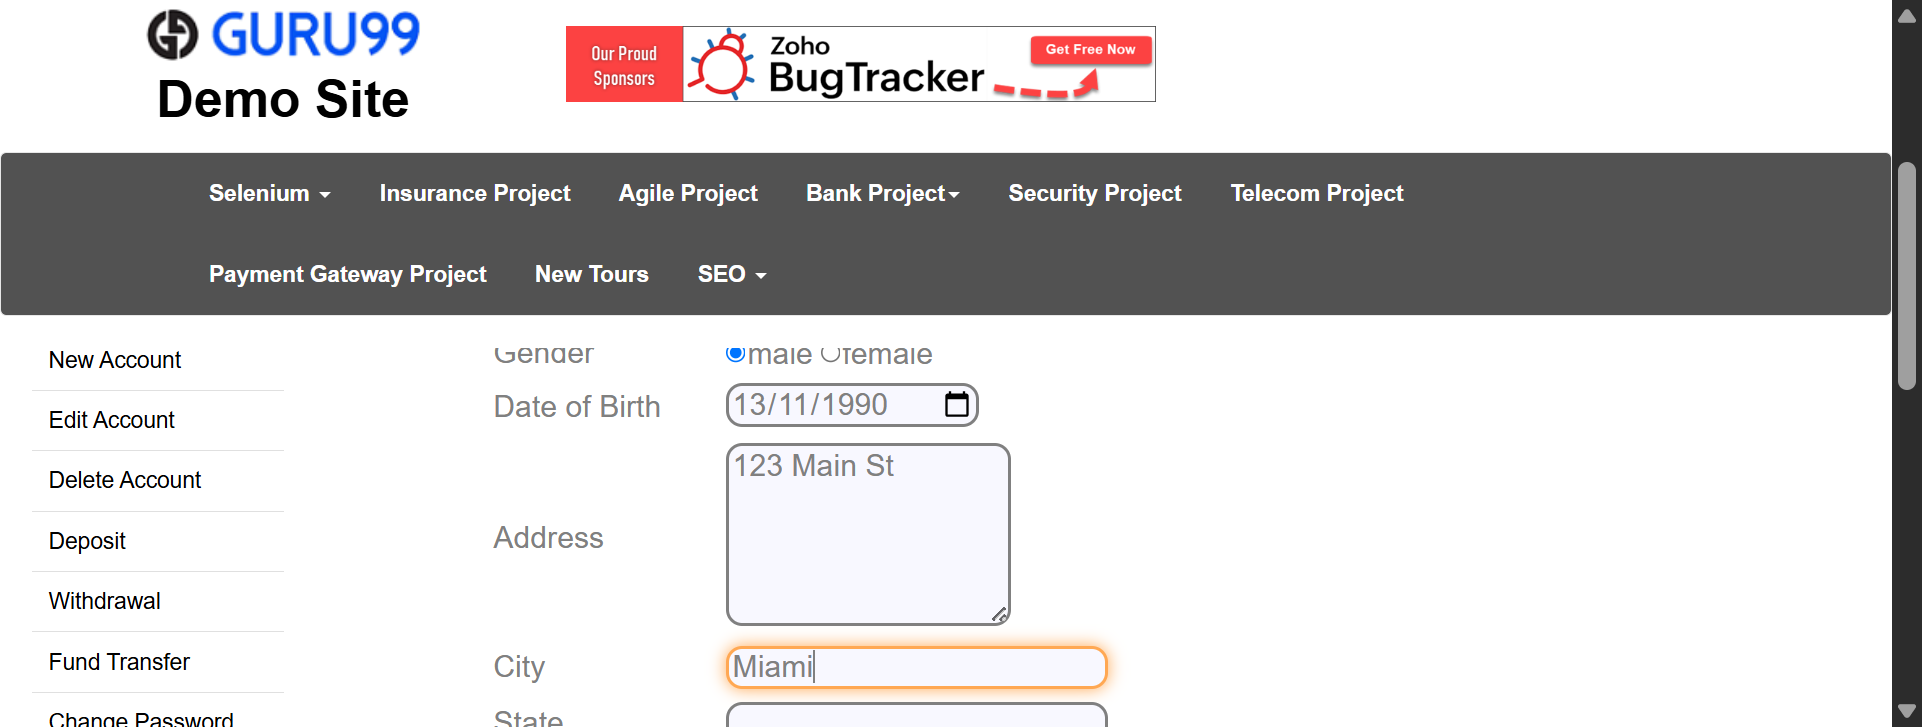 GURU99
Demo Site
Our Proud
Sponsors
Zoho
BugTracker
Get Free Now
Selenium
Insurance Project
Agile Project
Bank Project
Security Project
Telecom Project
Payment Gateway Project
New Tours
SEO
New Account
Edit Account
Delete Account
Deposit
Withdrawal
Fund Transfer
Change Password
Gender
male
female
Date of Birth
13/11/1990
Address
123 Main St
City
Miami
State